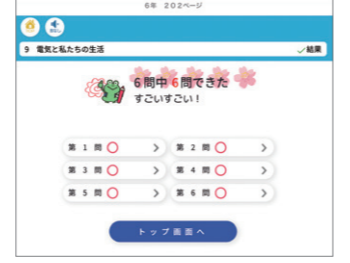 6年 202ページ
9 電気と私たちの生活
✓結果
6問中 6問できた
すごいすごい！
第 1 問 ○ >
第 2 問 ○ >
第 3 問 ○ >
第 4 問 ○ >
第 5 問 ○ >
第 6 問 ○ >
トップ画面へ